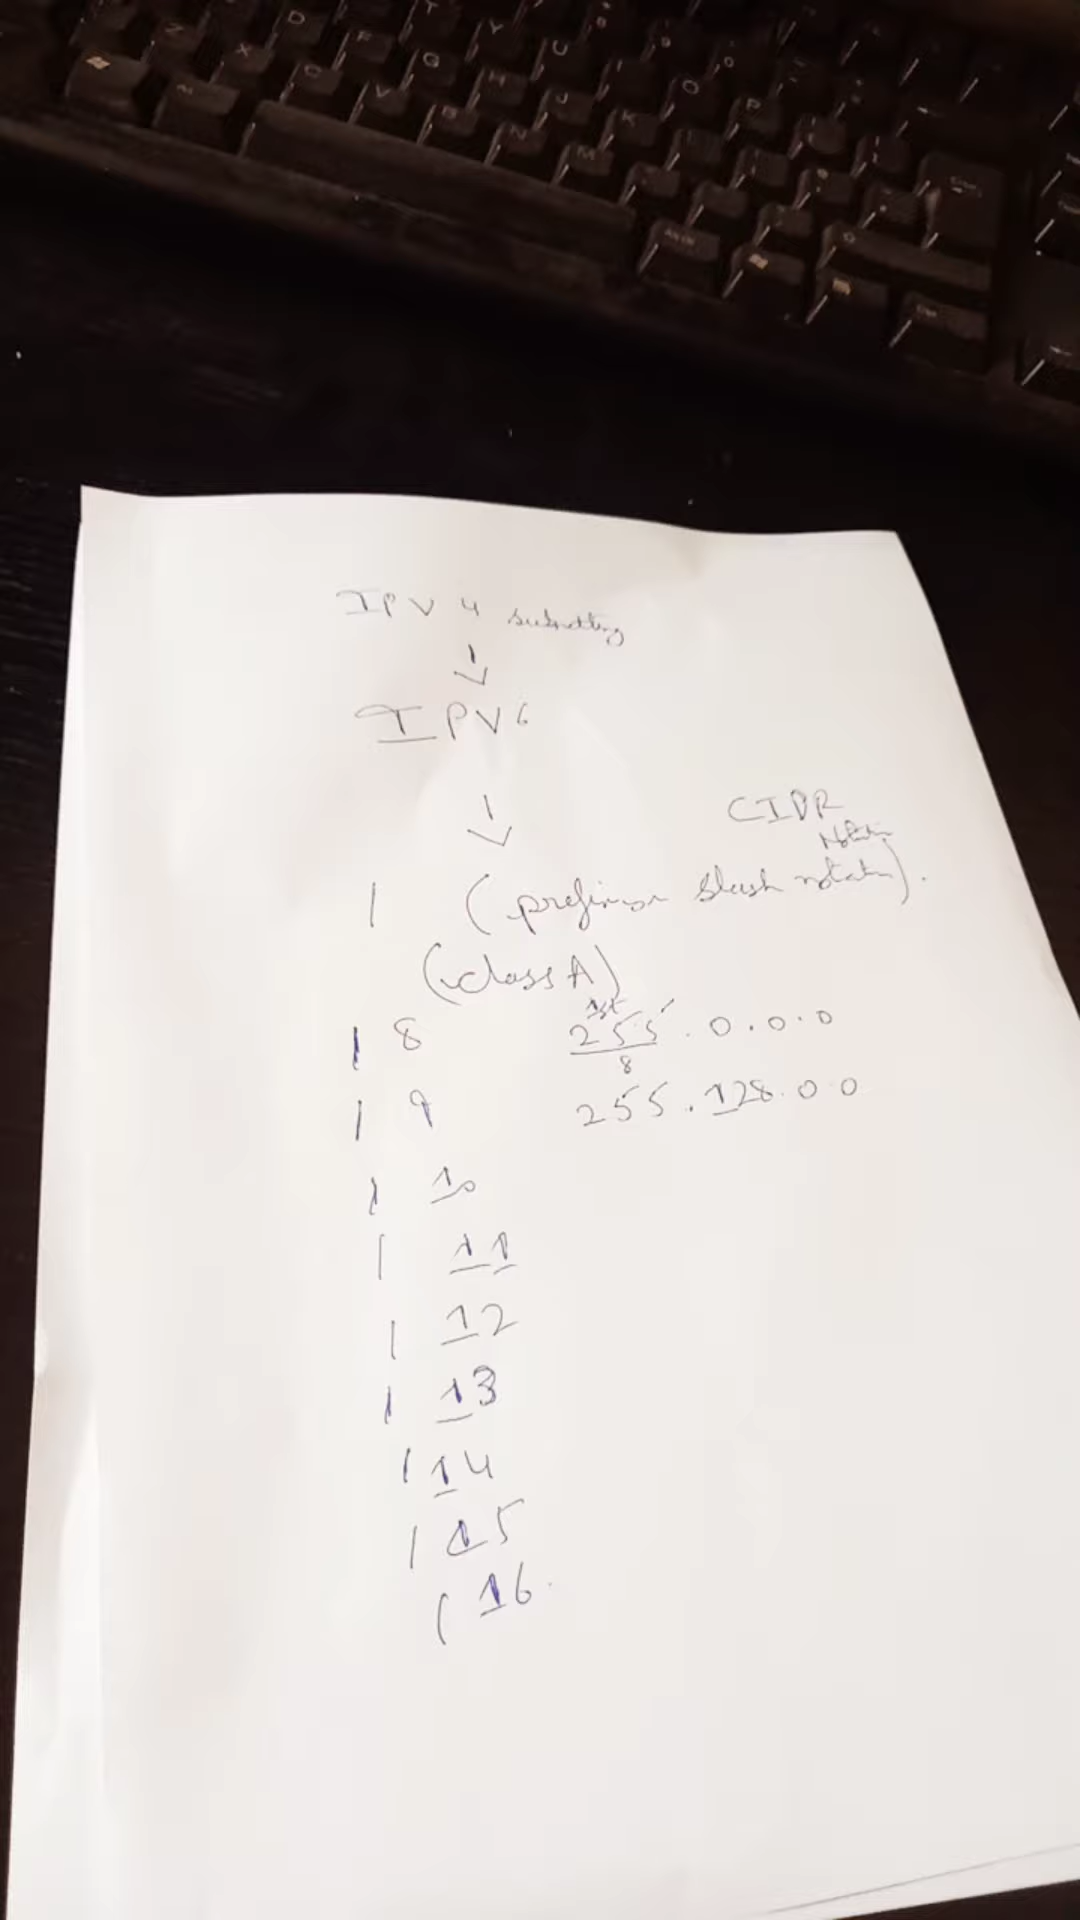 IPV 4 subnetting
IPV6
CIDR
Notation
/ (prefix or slash notation).
(class A)
1st
/ 8 255.0.0.0
8
/ 9 255.128.0.0
/ 10
/ 11
/ 12
/ 13
/ 14
/ 15
/ 16.